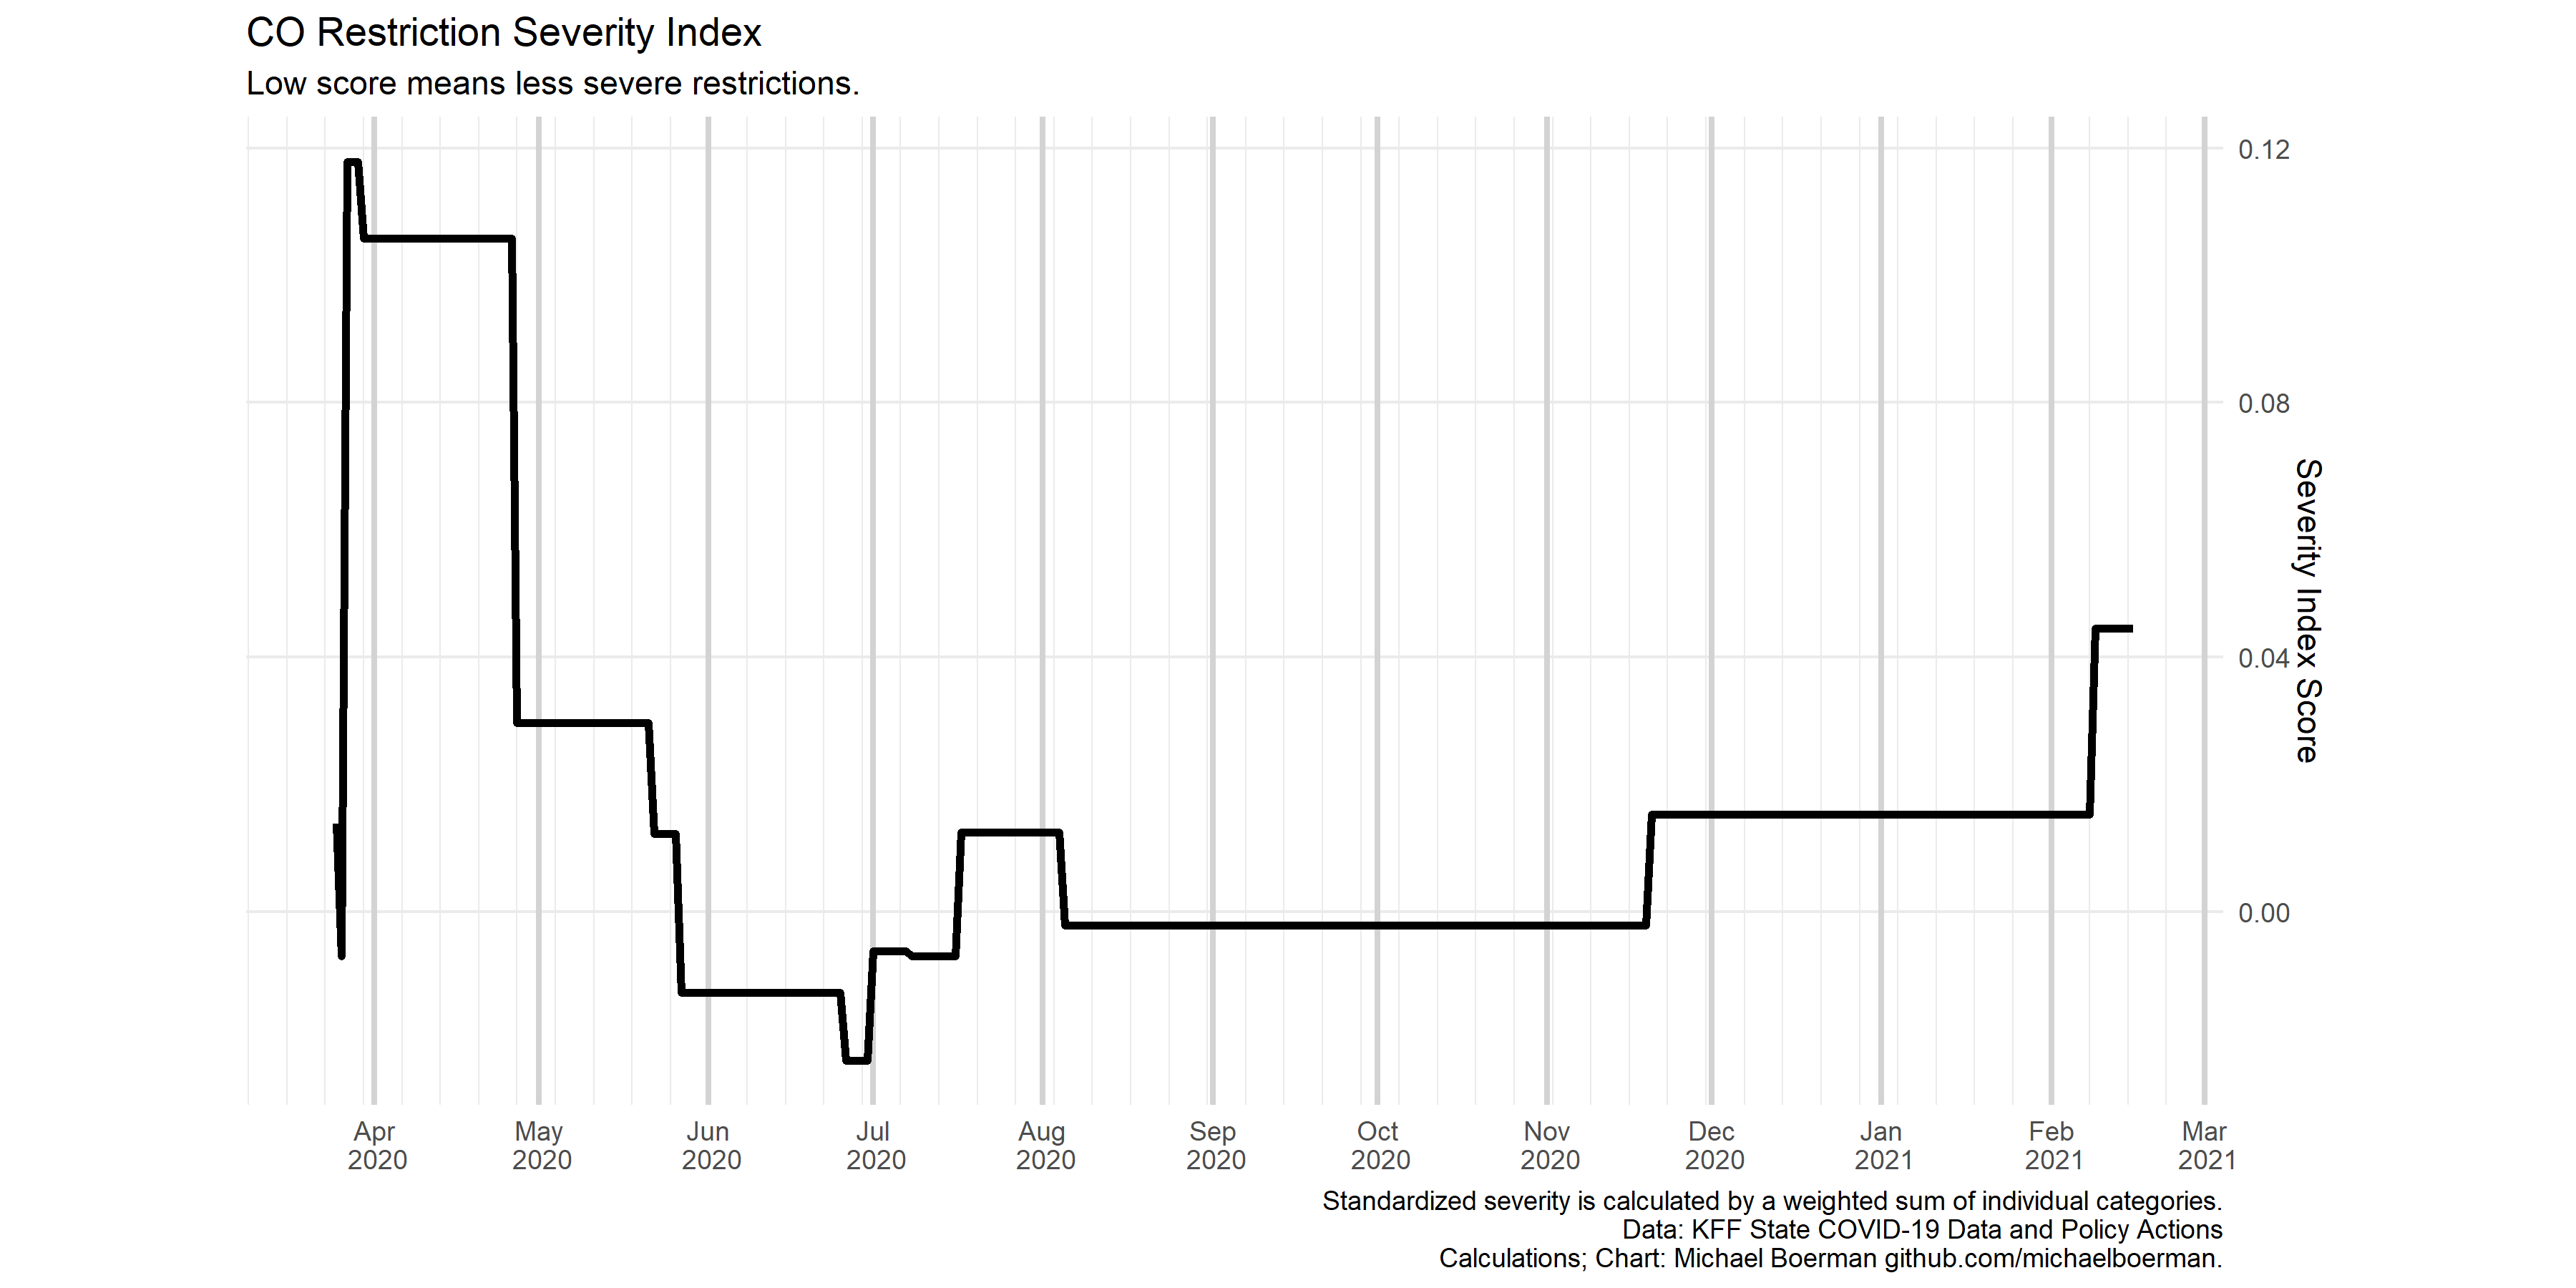 CO Restriction Severity Index
Low score means less severe restrictions.
0.12
0.08
0.04
0.00
Severity Index Score
Apr May Jun Jul Aug Sep Oct Nov Dec Jan Feb Mar
2020 2020 2020 2020 2020 2020 2020 2020 2020 2021 2021 2021
Standardized severity is calculated by a weighted sum of individual categories.
Data: KFF State COVID-19 Data and Policy Actions
Calculations; Chart: Michael Boerman github.com/michaelboerman.